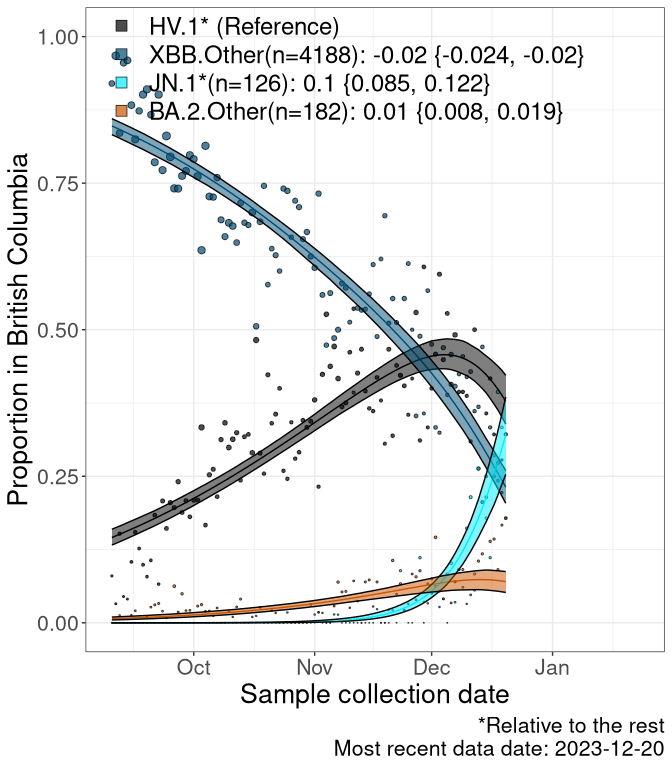 HV.1* (Reference)
XBB.Other(n=4188): -0.02 {-0.024, -0.02}
JN.1*(n=126): 0.1 {0.085, 0.122}
BA.2.Other(n=182): 0.01 {0.008, 0.019}
Proportion in British Columbia
1.00
0.75
0.50
0.25
0.00
Oct Nov Dec Jan
Sample collection date
*Relative to the rest
Most recent data date: 2023-12-20